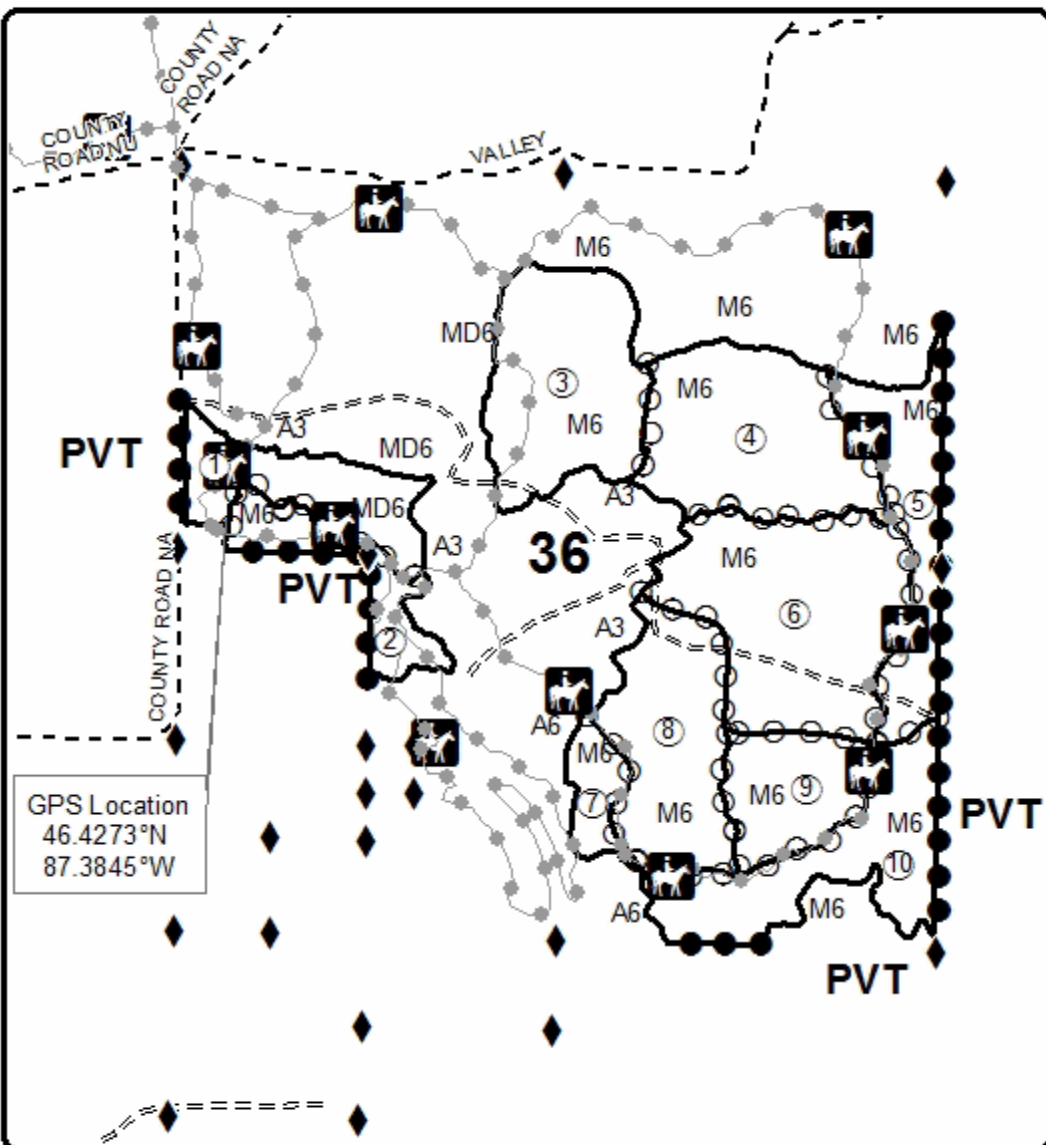 COUNTY
ROAD NA
COUNTY
ROAD NU
VALLEY
M6
M6
MD6
M6
③
M6
M6
M6
A3
PVT
MD6
④
①
A3
⑤
M6
MD6
A3
36
M6
PVT
②
A3
⑥
COUNTY ROAD NA
A6
⑧
M6
GPS Location
46.4273°N
87.3845°W
⑦
M6
M6
⑨
M6
PVT
⑩
A6
M6
PVT